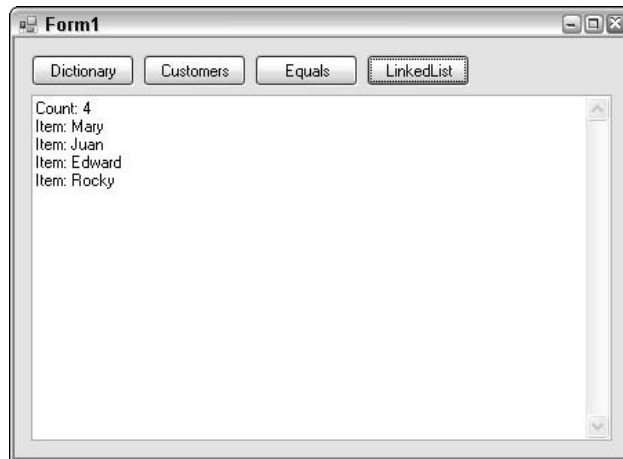 Form1
Dictionary Customers Equals LinkedList
Count: 4
Item: Mary
Item: Juan
Item: Edward
Item: Rocky